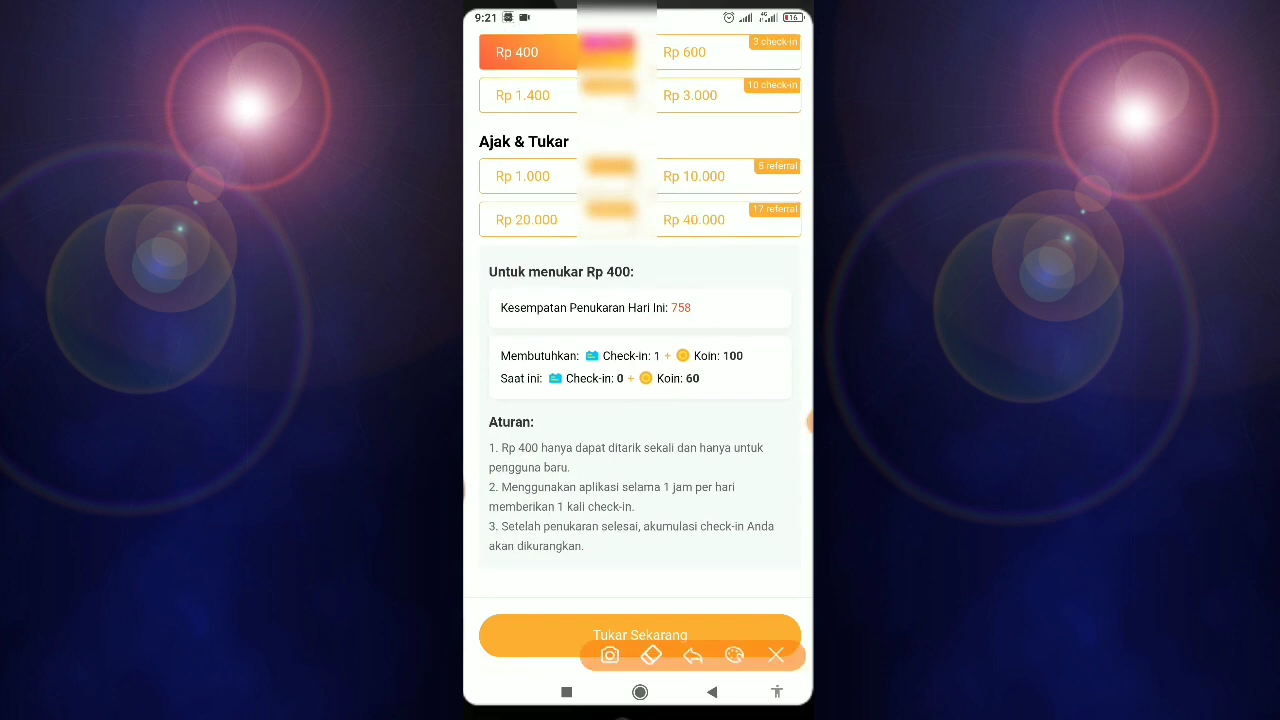 9:21
4G
16
Rp 400
Rp 600
3 check-in
Rp 1.400
Rp 3.000
10 check-in
Ajak & Tukar
Rp 1.000
Rp 10.000
5 referral
Rp 20.000
Rp 40.000
17 referral
Untuk menukar Rp 400:
Kesempatan Penukaran Hari Ini: 758
Membutuhkan: Check-in: 1 + Koin: 100
Saat ini: Check-in: 0 + Koin: 60
Aturan:
1. Rp 400 hanya dapat ditarik sekali dan hanya untuk
pengguna baru.
2. Menggunakan aplikasi selama 1 jam per hari
memberikan 1 kali check-in.
3. Setelah penukaran selesai, akumulasi check-in Anda
akan dikurangkan.
Tukar Sekarang